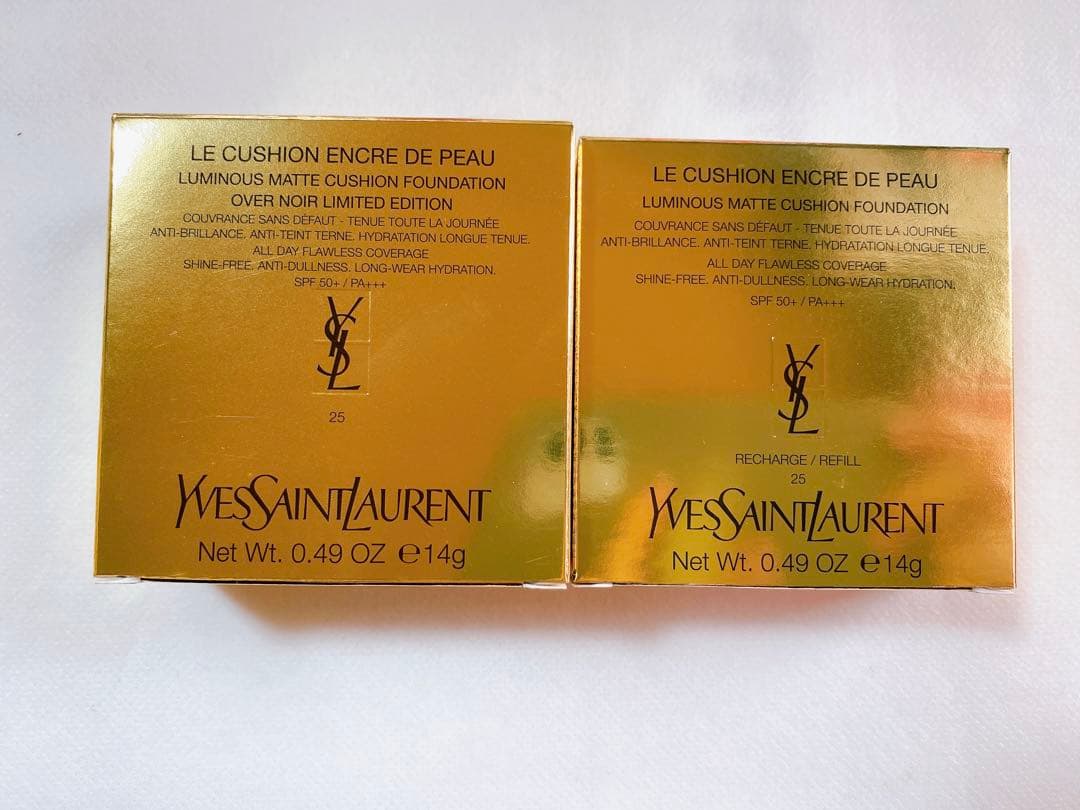 LE CUSHION ENCRE DE PEAU
LUMINOUS MATTE CUSHION FOUNDATION
OVER NOIR LIMITED EDITION
COUVRANCE SANS DÉFAUT - TENUE TOUTE LA JOURNÉE
ANTI-BRILLANCE. ANTI-TEINT TERNE. HYDRATATION LONGUE TENUE.
ALL DAY FLAWLESS COVERAGE
SHINE-FREE. ANTI-DULLNESS. LONG-WEAR HYDRATION.
SPF 50+ / PA+++
YSL
25
YVESSAINTLAURENT
Net Wt. 0.49 OZ ℮14g
LE CUSHION ENCRE DE PEAU
LUMINOUS MATTE CUSHION FOUNDATION
COUVRANCE SANS DÉFAUT - TENUE TOUTE LA JOURNÉE
ANTI-BRILLANCE. ANTI-TEINT TERNE. HYDRATATION LONGUE TENUE.
ALL DAY FLAWLESS COVERAGE
SHINE-FREE. ANTI-DULLNESS. LONG-WEAR HYDRATION.
SPF 50+ / PA+++
YSL
RECHARGE / REFILL
25
YVESSAINTLAURENT
Net Wt. 0.49 OZ ℮14g